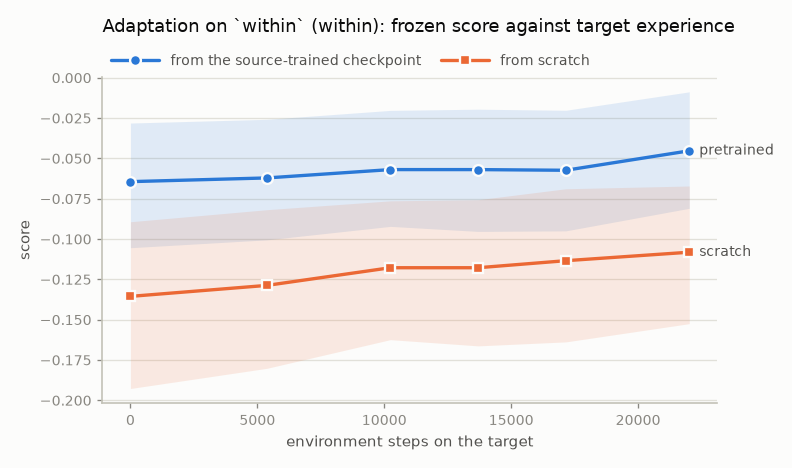 Adaptation on `within` (within): frozen score against target experience
from the source-trained checkpoint from scratch
0.000
−0.025
−0.050
−0.075
−0.100
−0.125
−0.150
−0.175
−0.200
score
pretrained
scratch
0 5000 10000 15000 20000
environment steps on the target